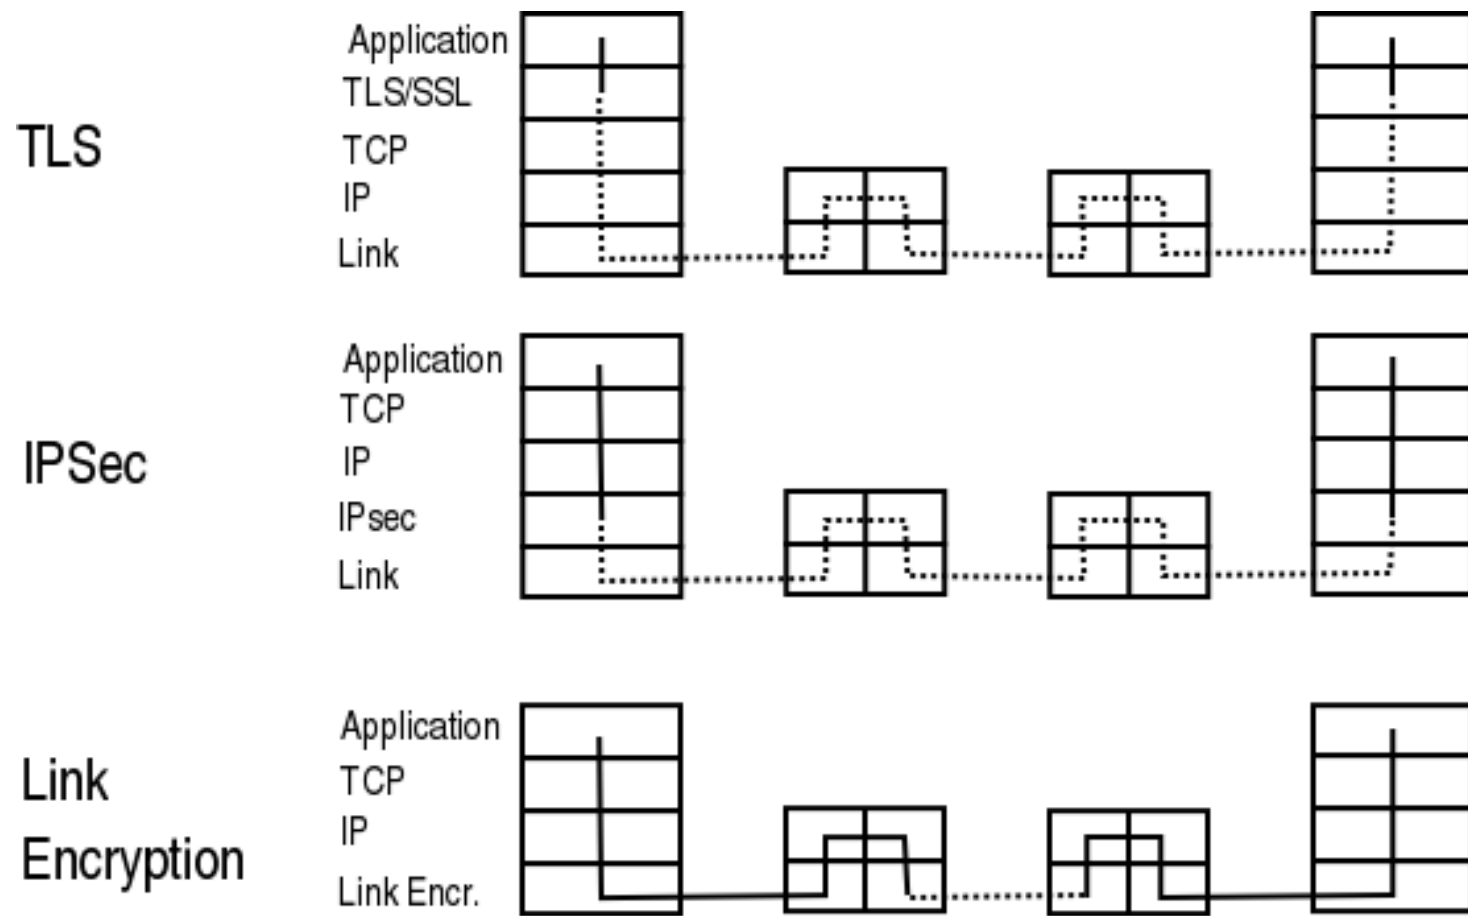 TLS
Application
TLS/SSL
TCP
IP
Link
IPSec
Application
TCP
IP
IPsec
Link
Link
Encryption
Application
TCP
IP
Link Encr.